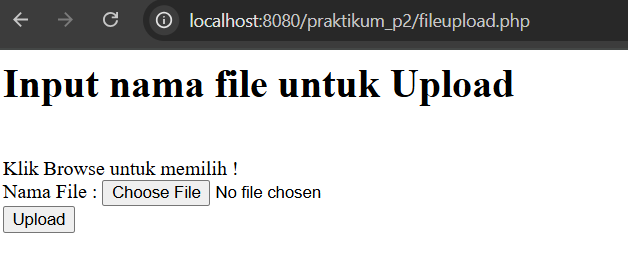 localhost:8080/praktikum_p2/fileupload.php
Input nama file untuk Upload
Klik Browse untuk memilih !
Nama File : Choose File No file chosen
Upload